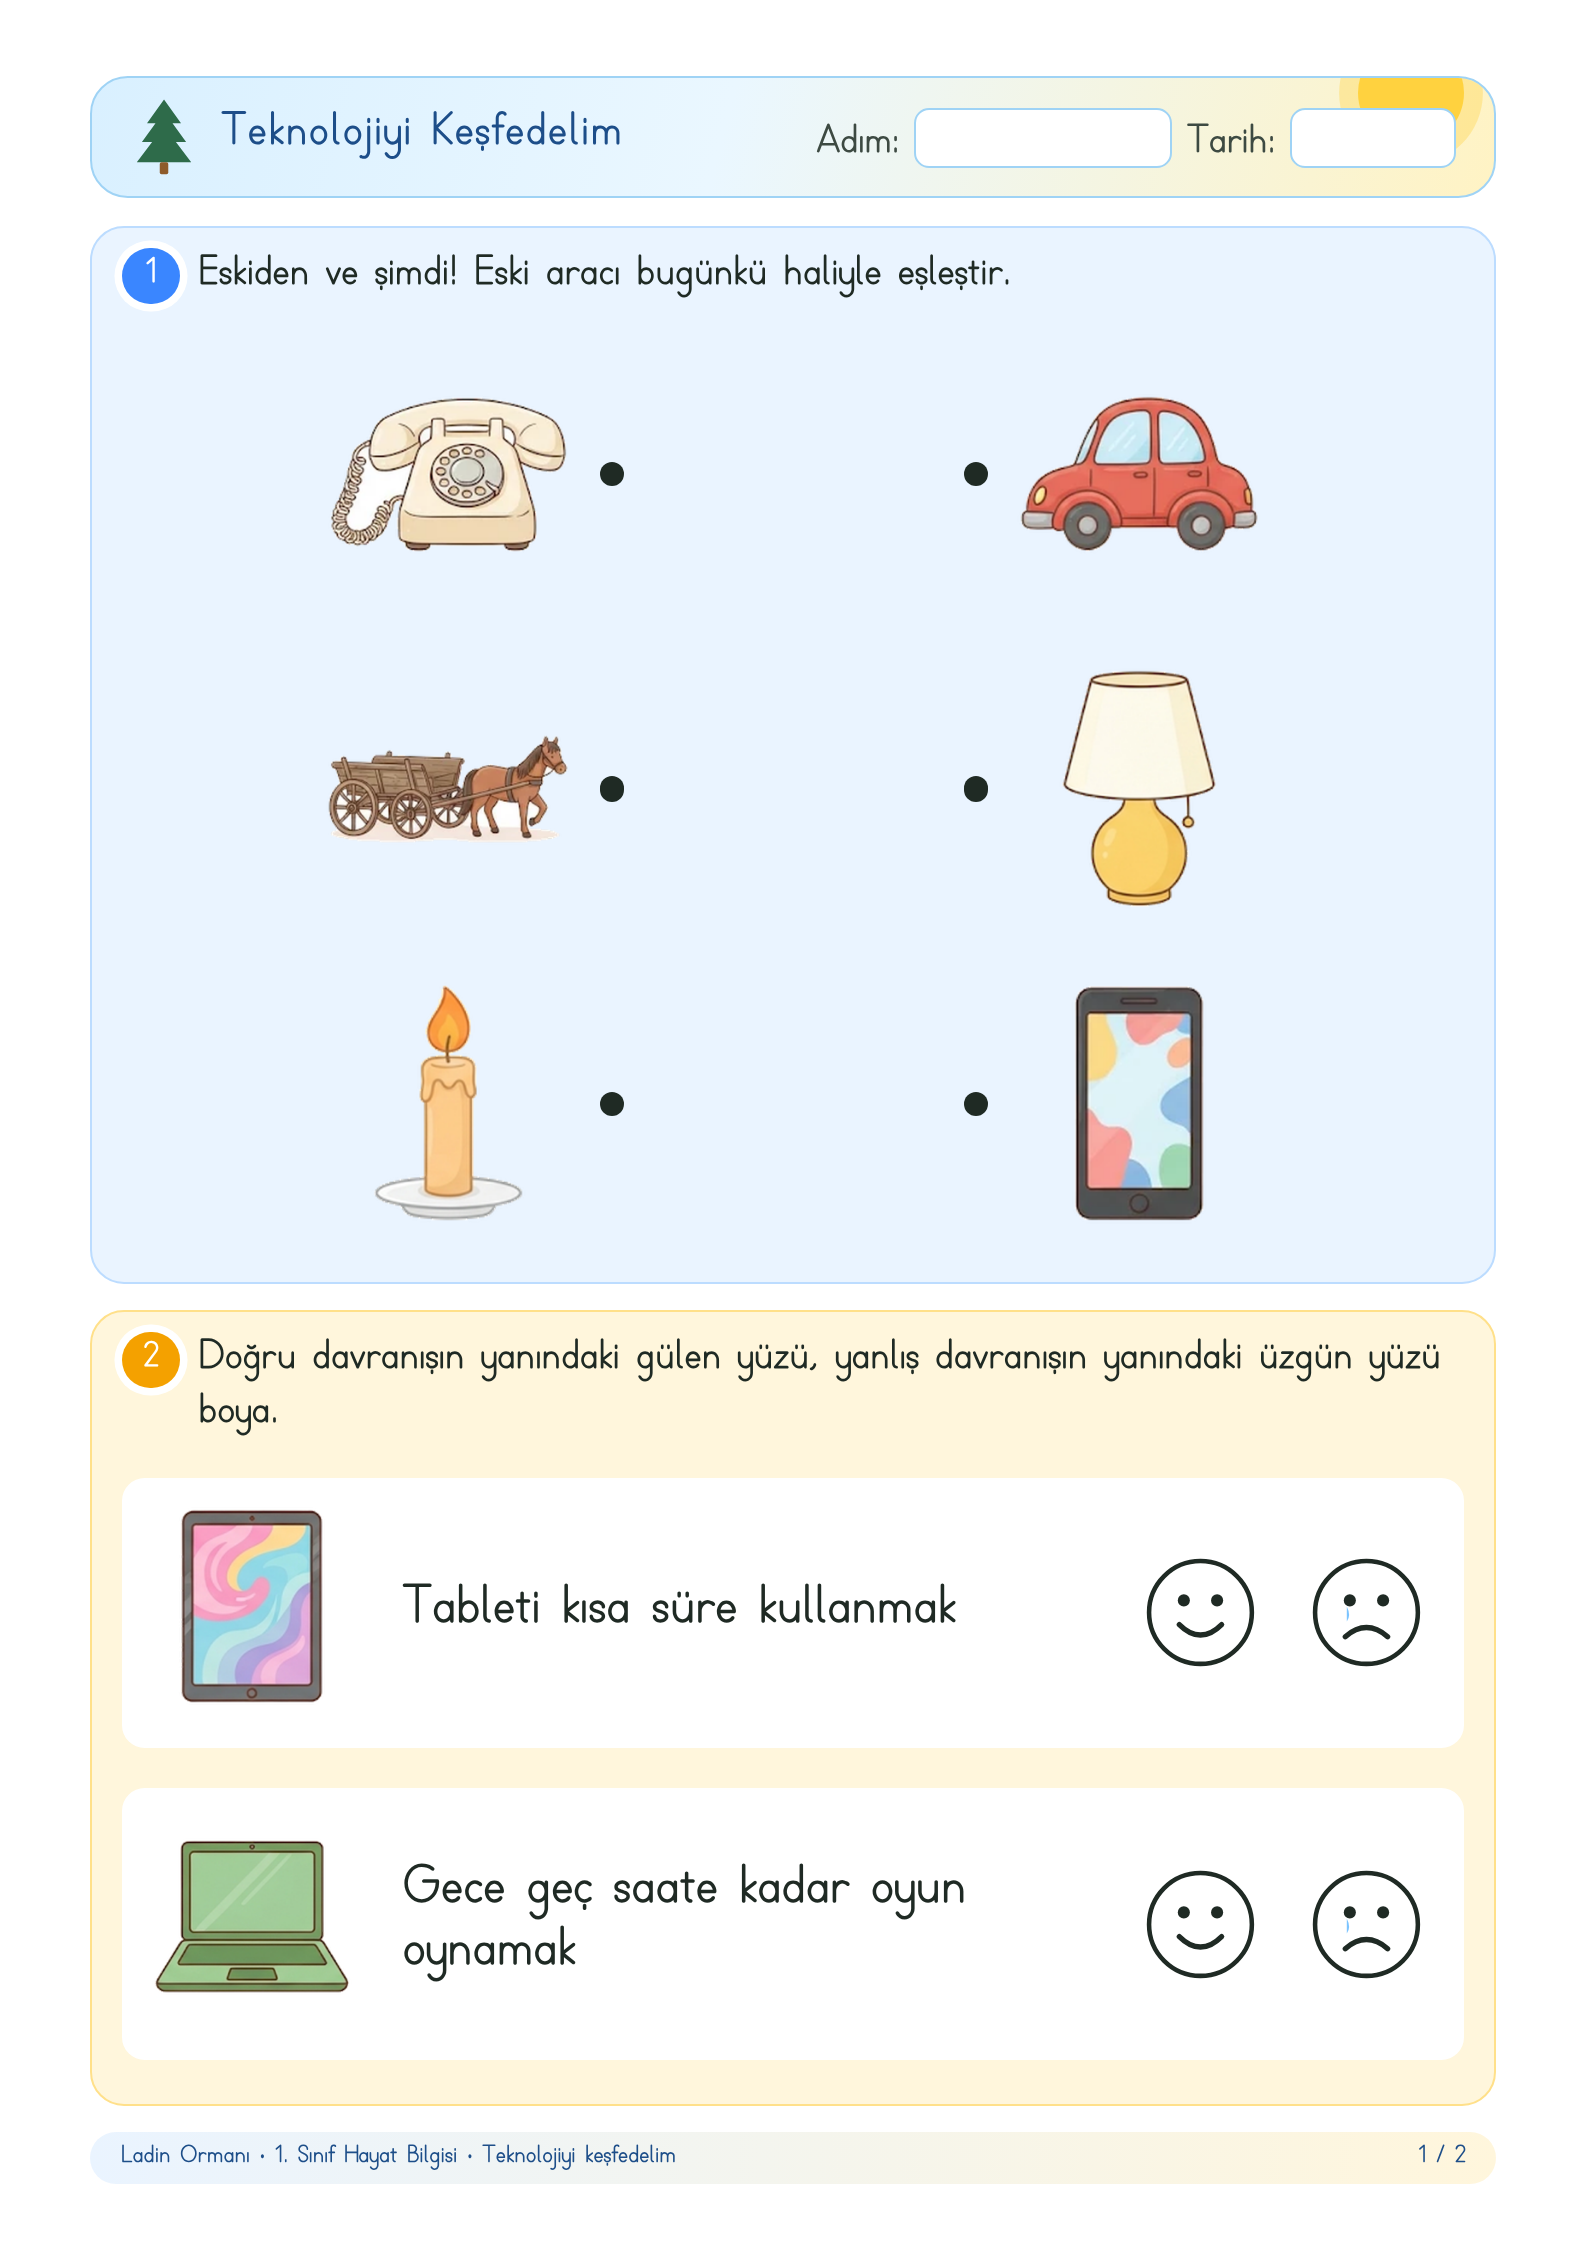 Teknolojiyi Keşfedelim
Adım:
Tarih:
1
Eskiden ve şimdi! Eski aracı bugünkü haliyle eşleştir.
2
Doğru davranışın yanındaki gülen yüzü, yanlış davranışın yanındaki üzgün yüzü
boya.
Tableti kısa süre kullanmak
Gece geç saate kadar oyun
oynamak
Ladin Ormanı • 1. Sınıf Hayat Bilgisi • Teknolojiyi keşfedelim
1 / 2